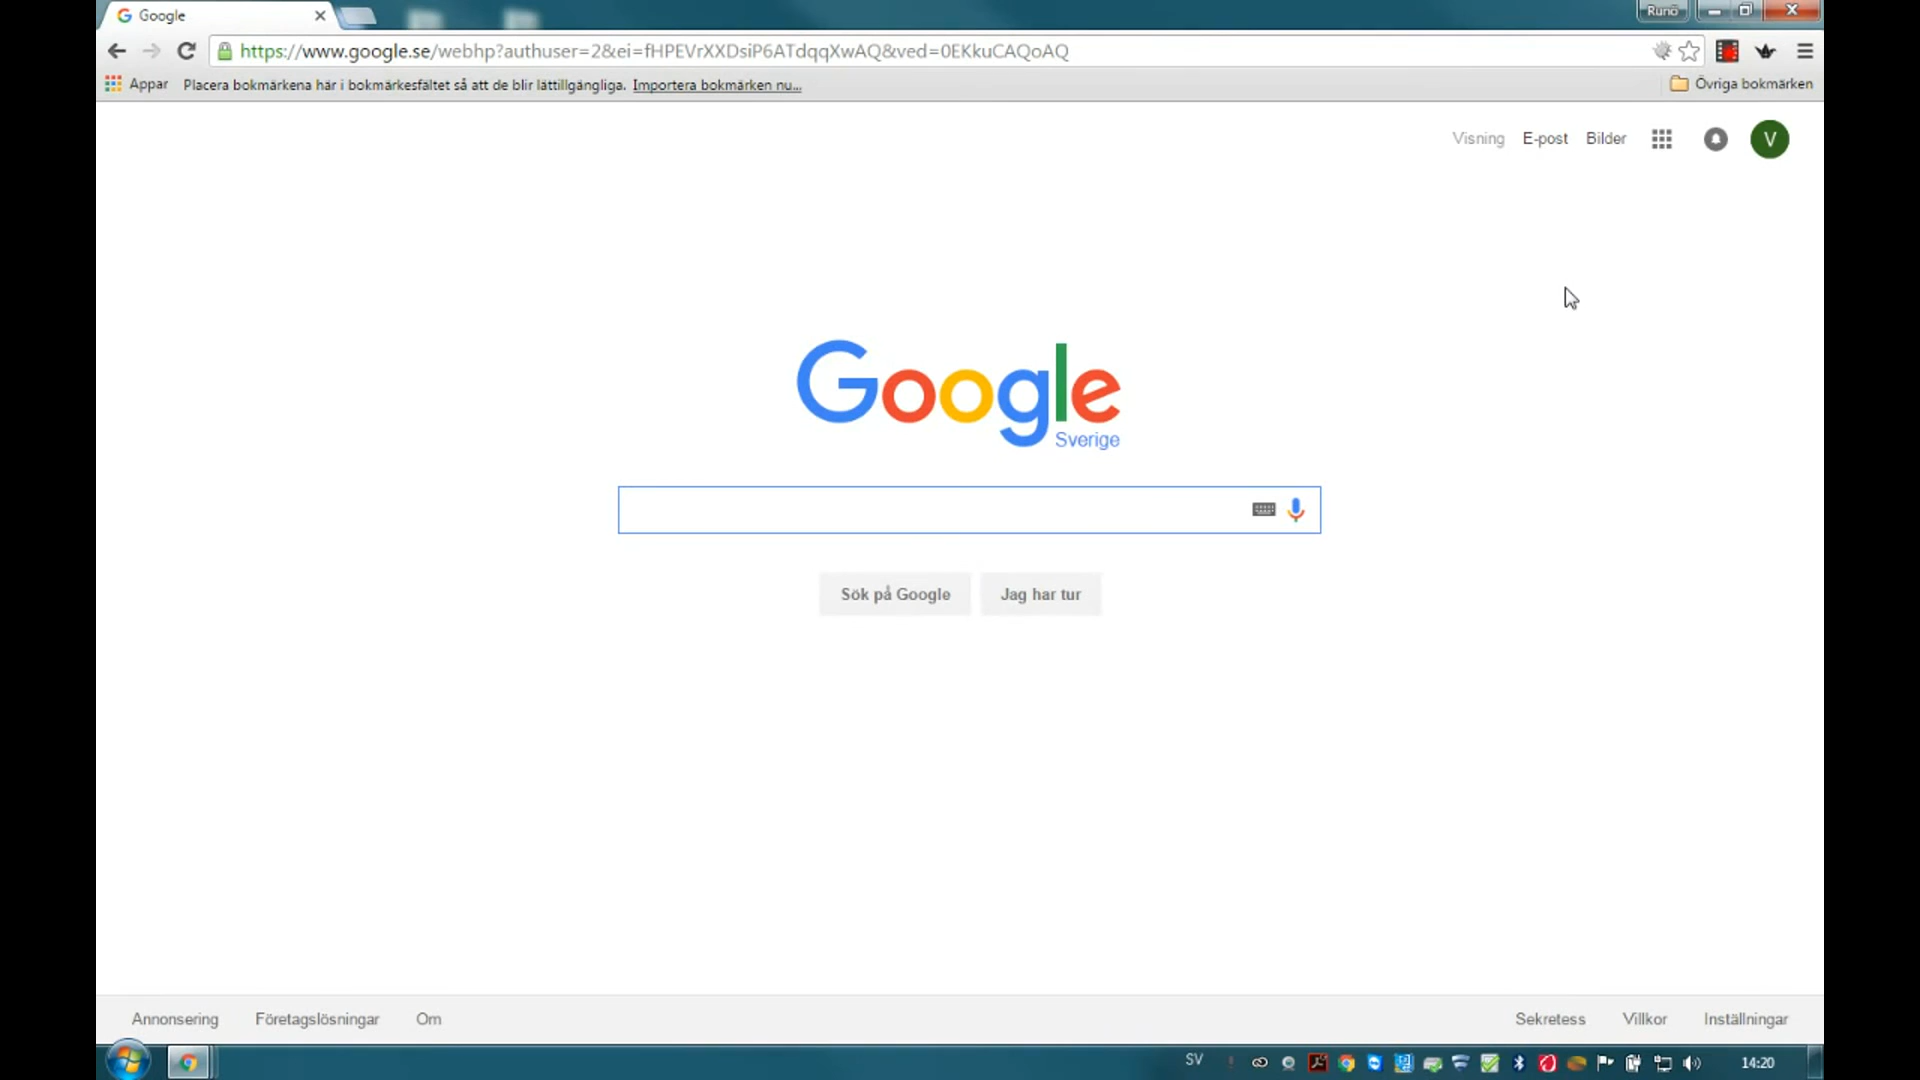 Google
Runö
https://www.google.se/webhp?authuser=2&ei=fHPEVrXXDsiP6ATdqqXwAQ&ved=0EKkuCAQoAQ
Appar Placera bokmärkena här i bokmärkesfältet så att de blir lättillgängliga. Importera bokmärken nu... Övriga bokmärken
Visning E-post Bilder V
Google
Sverige
Sök på Google Jag har tur
Annonsering Företagslösningar Om Sekretess Villkor Inställningar
SV 14:20